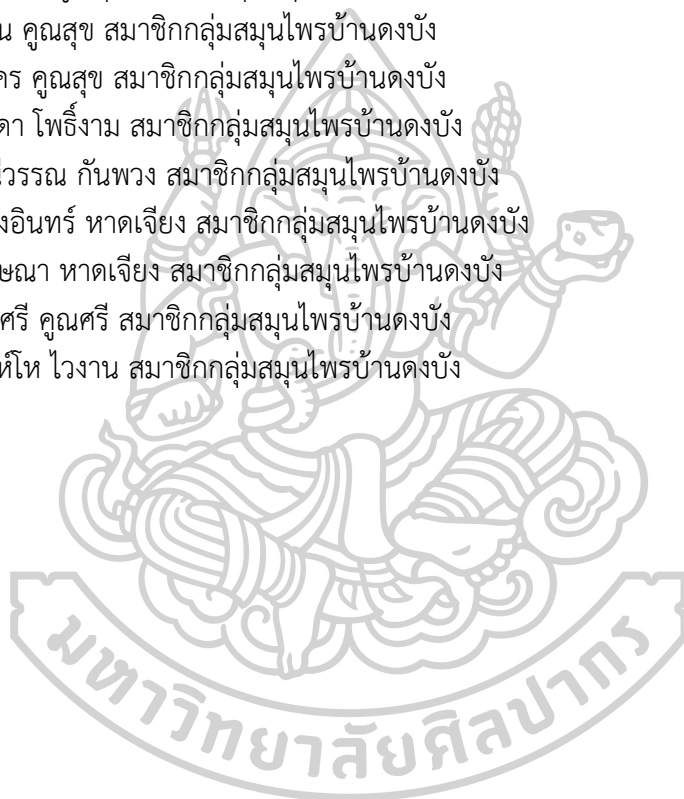 น คูณสุข สมาชิกกลุ่มสมุนไพรบ้านดงบัง
คร คูณสุข สมาชิกกลุ่มสมุนไพรบ้านดงบัง
ดา โพธิ์งาม สมาชิกกลุ่มสมุนไพรบ้านดงบัง
วรรณ กันพวง สมาชิกกลุ่มสมุนไพรบ้านดงบัง
งอินทร์ หาดเจียง สมาชิกกลุ่มสมุนไพรบ้านดงบัง
ษณา หาดเจียง สมาชิกกลุ่มสมุนไพรบ้านดงบัง
ศรี คูณศรี สมาชิกกลุ่มสมุนไพรบ้านดงบัง
ห์โห ไวงาน สมาชิกกลุ่มสมุนไพรบ้านดงบัง
มหาวิทยาลัยศิลปากร